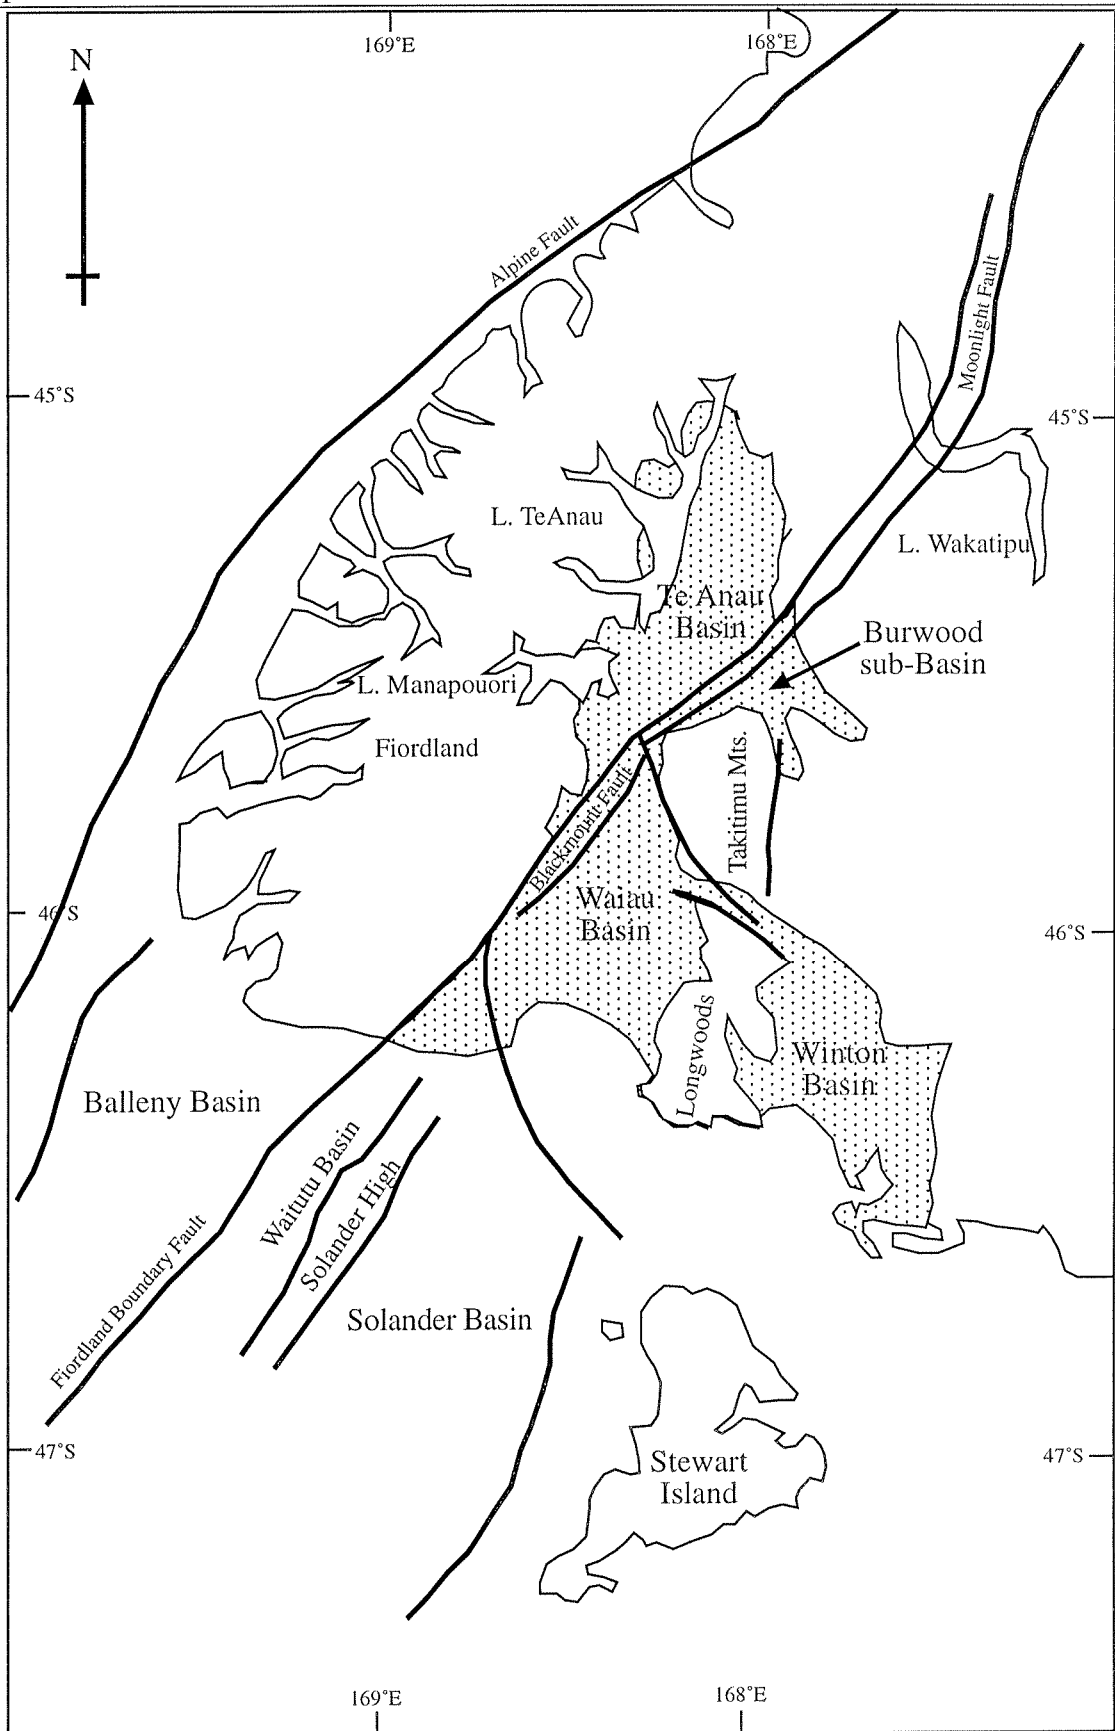 169°E
168°E
N
Alpine Fault
Moonlight Fault
45°S
45°S
L. TeAnau
L. Wakatipu
Te Anau
Basin
Burwood
sub-Basin
L. Manapouori
Fiordland
Takitimu Mts.
Blackmount Fault
Waiau
Basin
46°S
46°S
Longwoods
Winton
Basin
Balleny Basin
Waitutu Basin
Solander High
Fiordland Boundary Fault
Solander Basin
47°S
47°S
Stewart
Island
169°E
168°E